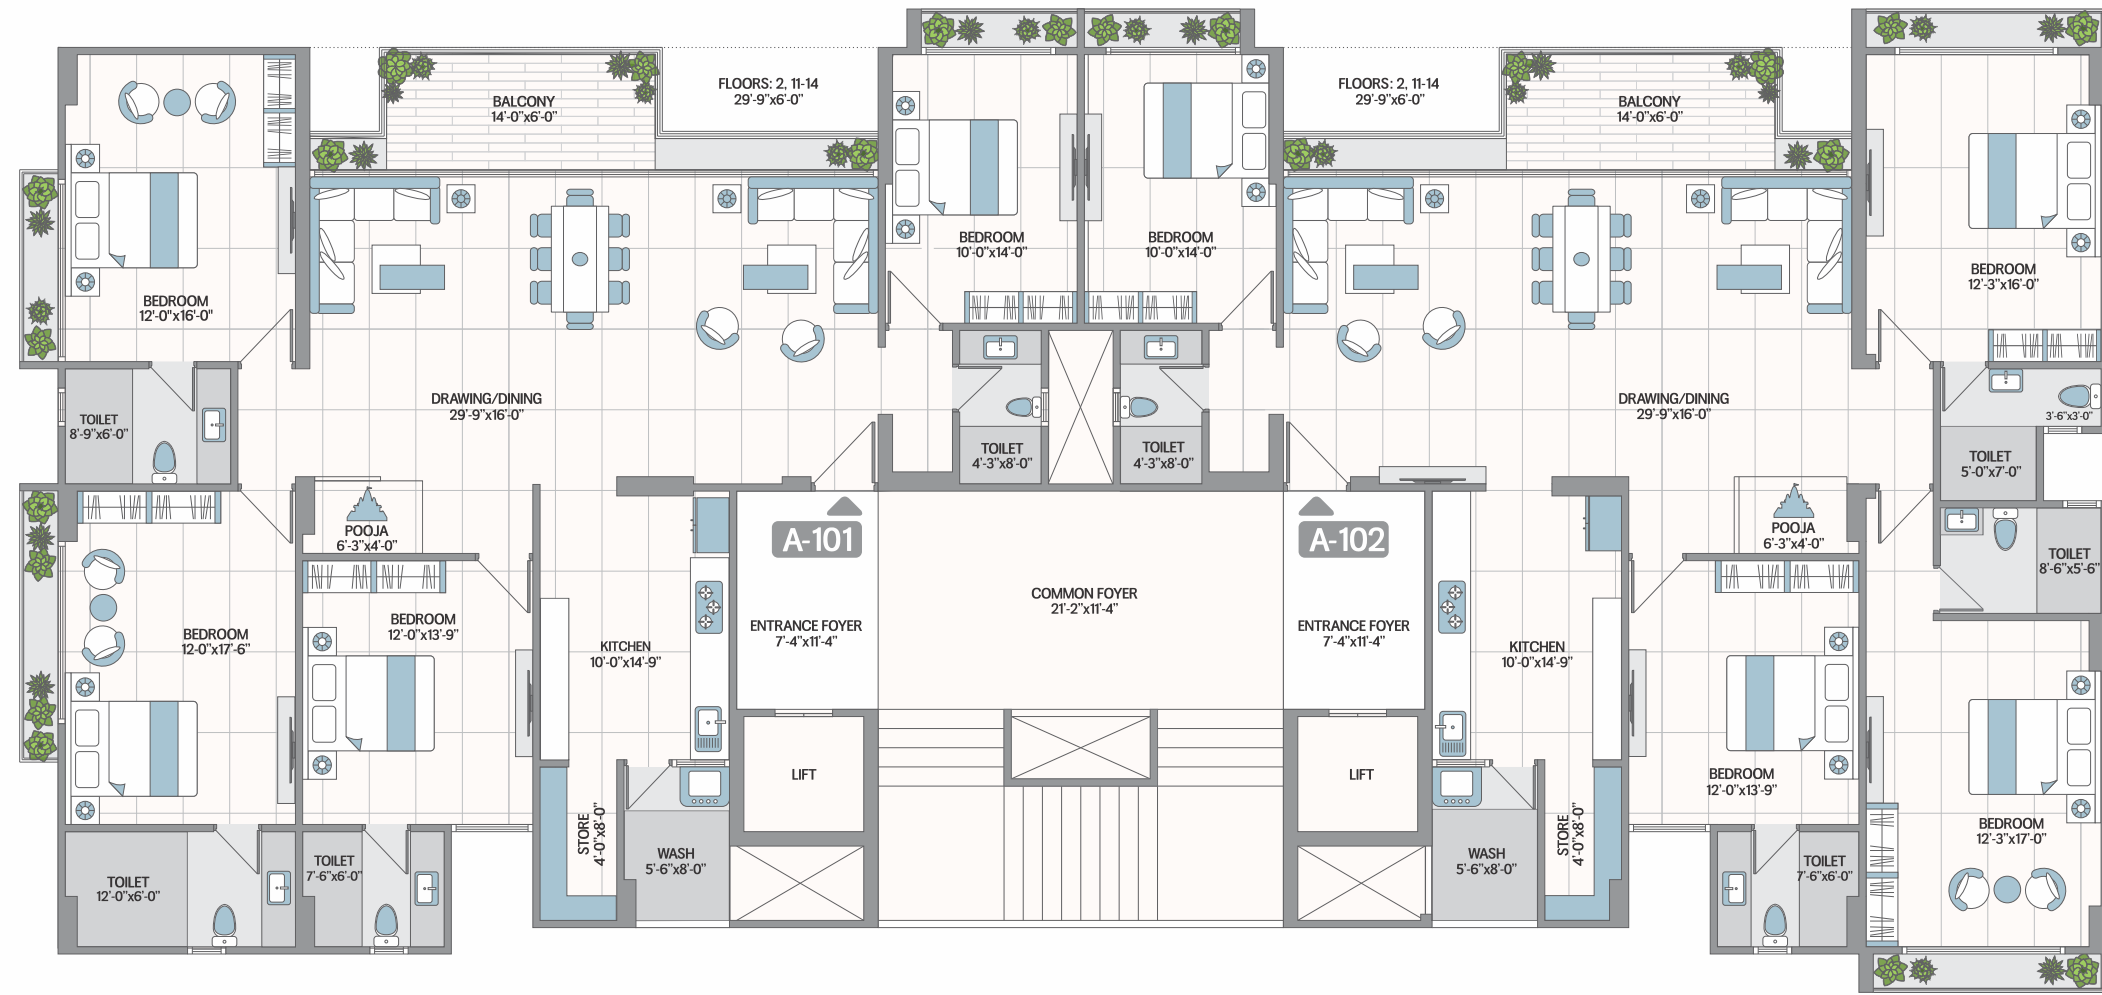 FLOORS: 2, 11-14
29'-9"x6'-0"
BALCONY
14'-0"x6'-0"
FLOORS: 2, 11-14
29'-9"x6'-0"
BALCONY
14'-0"x6'-0"
BEDROOM
10'-0"x14'-0"
BEDROOM
10'-0"x14'-0"
BEDROOM
12'-3"x16'-0"
BEDROOM
12'-0"x16'-0"
DRAWING/DINING
29'-9"x16'-0"
DRAWING/DINING
29'-9"x16'-0"
TOILET
8'-9"x6'-0"
3'-6"x3'-0"
TOILET
4'-3"x8'-0"
TOILET
4'-3"x8'-0"
TOILET
5'-0"x7'-0"
POOJA
6'-3"x4'-0"
A-101
A-102
POOJA
6'-3"x4'-0"
TOILET
8'-6"x5'-6"
COMMON FOYER
21'-2"x11'-4"
BEDROOM
12-0"x17'-6"
BEDROOM
12'-0"x13'-9"
KITCHEN
10'-0"x14'-9"
ENTRANCE FOYER
7'-4"x11'-4"
ENTRANCE FOYER
7'-4"x11'-4"
KITCHEN
10'-0"x14'-9"
LIFT
LIFT
BEDROOM
12'-0"x13'-9"
STORE
4'-0"x8'-0"
STORE
4'-0"x8'-0"
BEDROOM
12'-3"x17'-0"
TOILET
12'-0"x6'-0"
TOILET
7'-6"x6'-0"
WASH
5'-6"x8'-0"
WASH
5'-6"x8'-0"
TOILET
7'-6"x6'-0"